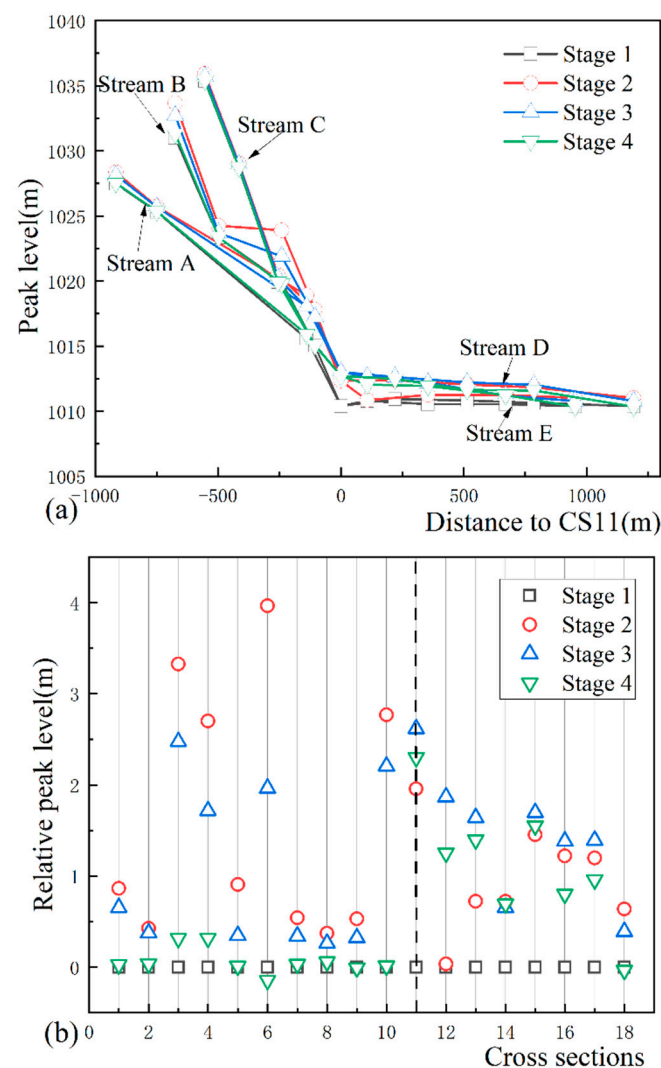 1040
1035
1030
1025
1020
1015
1010
1005
Peak level(m)
Stream B
Stream C
Stream A
Stream D
Stream E
Stage 1
Stage 2
Stage 3
Stage 4
-1000
-500
0
500
1000
(a)
Distance to CS11(m)
4
3
2
1
0
Relative peak level(m)
Stage 1
Stage 2
Stage 3
Stage 4
0
2
4
6
8
10
12
14
16
18
(b)
Cross sections